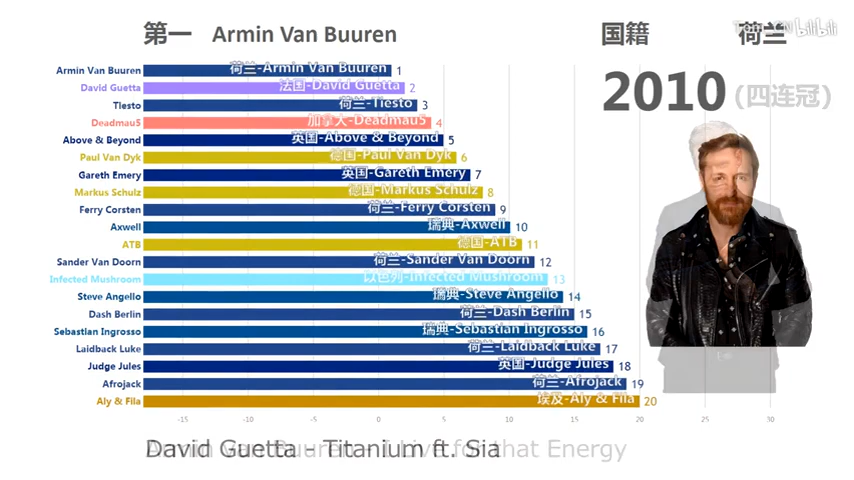 第一 Armin Van Buuren 国籍 荷兰
bilibili
2010 (四连冠)
Armin Van Buuren 荷兰-Armin Van Buuren 1
David Guetta 法国-David Guetta 2
Tiesto 荷兰-Tiesto 3
Deadmau5 加拿大-Deadmau5 4
Above & Beyond 英国-Above & Beyond 5
Paul Van Dyk 德国-Paul Van Dyk 6
Gareth Emery 英国-Gareth Emery 7
Markus Schulz 德国-Markus Schulz 8
Ferry Corsten 荷兰-Ferry Corsten 9
Axwell 瑞典-Axwell 10
ATB 德国-ATB 11
Sander Van Doorn 荷兰-Sander Van Doorn 12
Infected Mushroom 以色列-Infected Mushroom 13
Steve Angello 瑞典-Steve Angello 14
Dash Berlin 荷兰-Dash Berlin 15
Sebastian Ingrosso 瑞典-Sebastian Ingrosso 16
Laidback Luke 荷兰-Laidback Luke 17
Judge Jules 英国-Judge Jules 18
Afrojack 荷兰-Afrojack 19
Aly & Fila 埃及-Aly & Fila 20
-15 -10 -5 0 5 10 15 20 25 30
David Guetta - Titanium ft. Sia
Armin Van Buuren that Energy